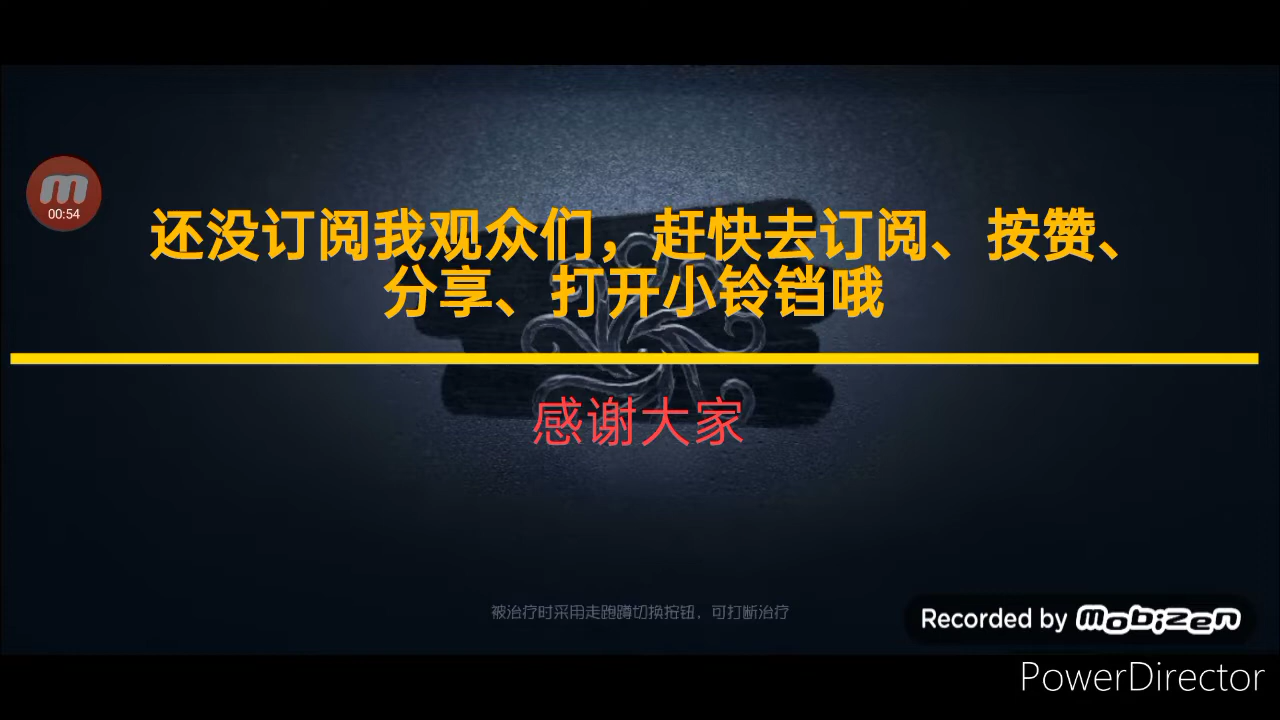 m
00:54
还没订阅我观众们，赶快去订阅、按赞、
分享、打开小铃铛哦
感谢大家
被治疗时采用走跑蹲切换按钮，可打断治疗
Recorded by mobizen
PowerDirector